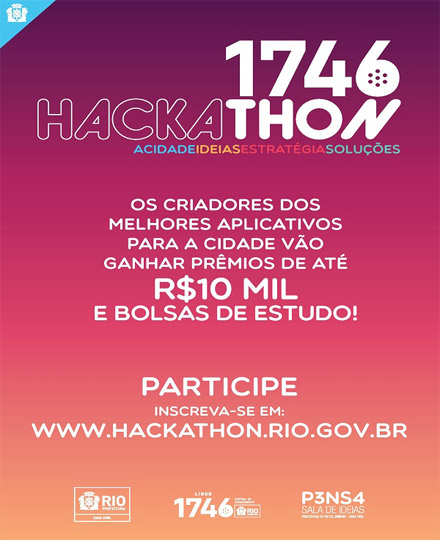 1746
HACKATHON
ACIDADEIDEIASESTRATÉGIASOLUÇÕES
OS CRIADORES DOS
MELHORES APLICATIVOS
PARA A CIDADE VÃO
GANHAR PRÊMIOS DE ATÉ
R$10 MIL
E BOLSAS DE ESTUDO!
PARTICIPE
INSCREVA-SE EM:
WWW.HACKATHON.RIO.GOV.BR
RIO
PREFEITURA
CASA CIVIL
LIGUE
1746
RIO
P3NS4
SALA DE IDEIAS